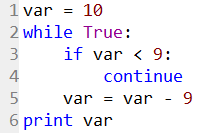 1 var = 10
2 while True:
3     if var < 9:
4         continue
5     var = var - 9
6 print var